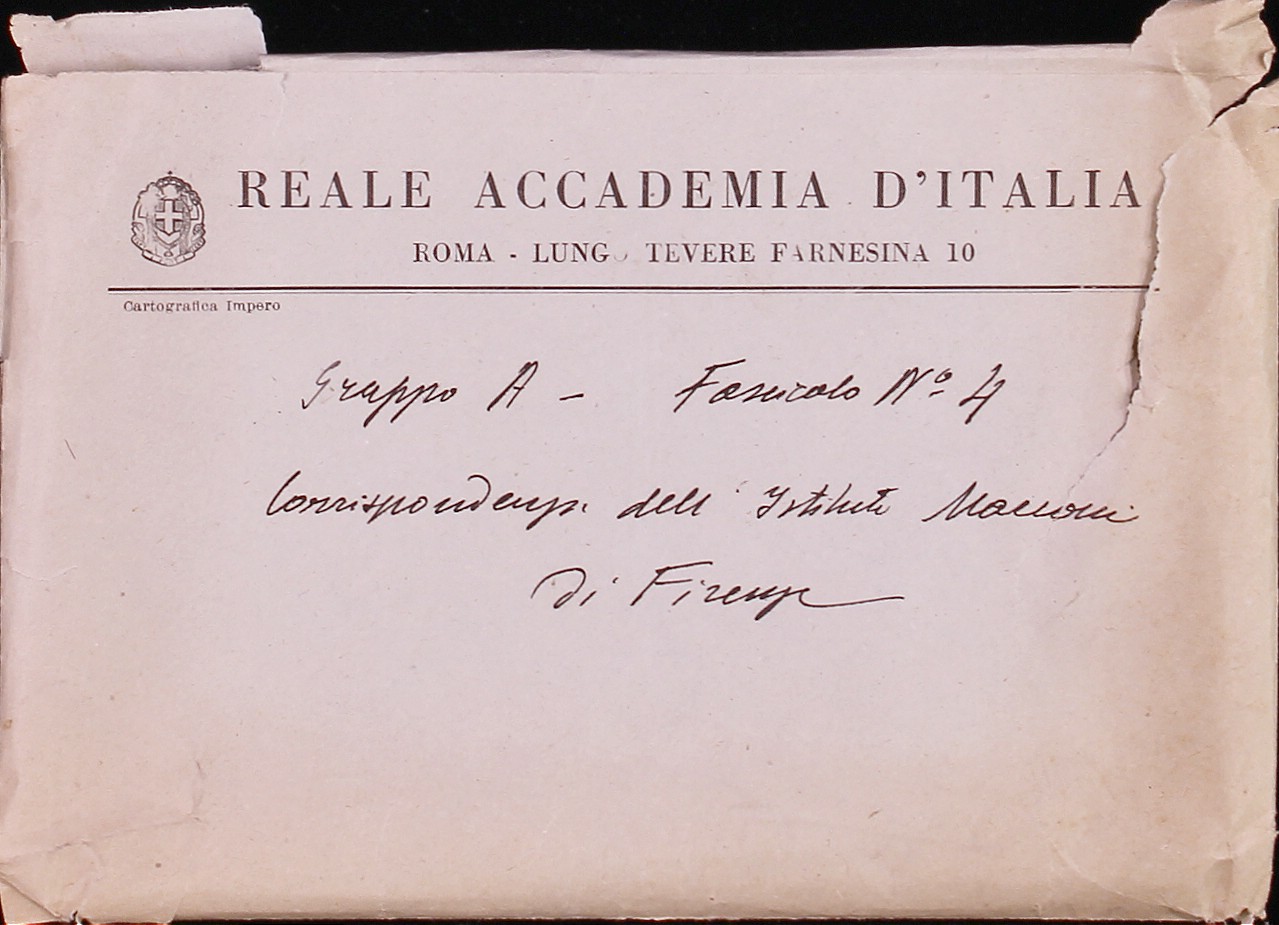 REALE ACCADEMIA D'ITALIA
ROMA - LUNGO TEVERE FARNESINA 10
Cartografica Impero
Gruppo A - Fascicolo Nº 4
Corrispondenza dell' Istituto Marconi
di Firenze